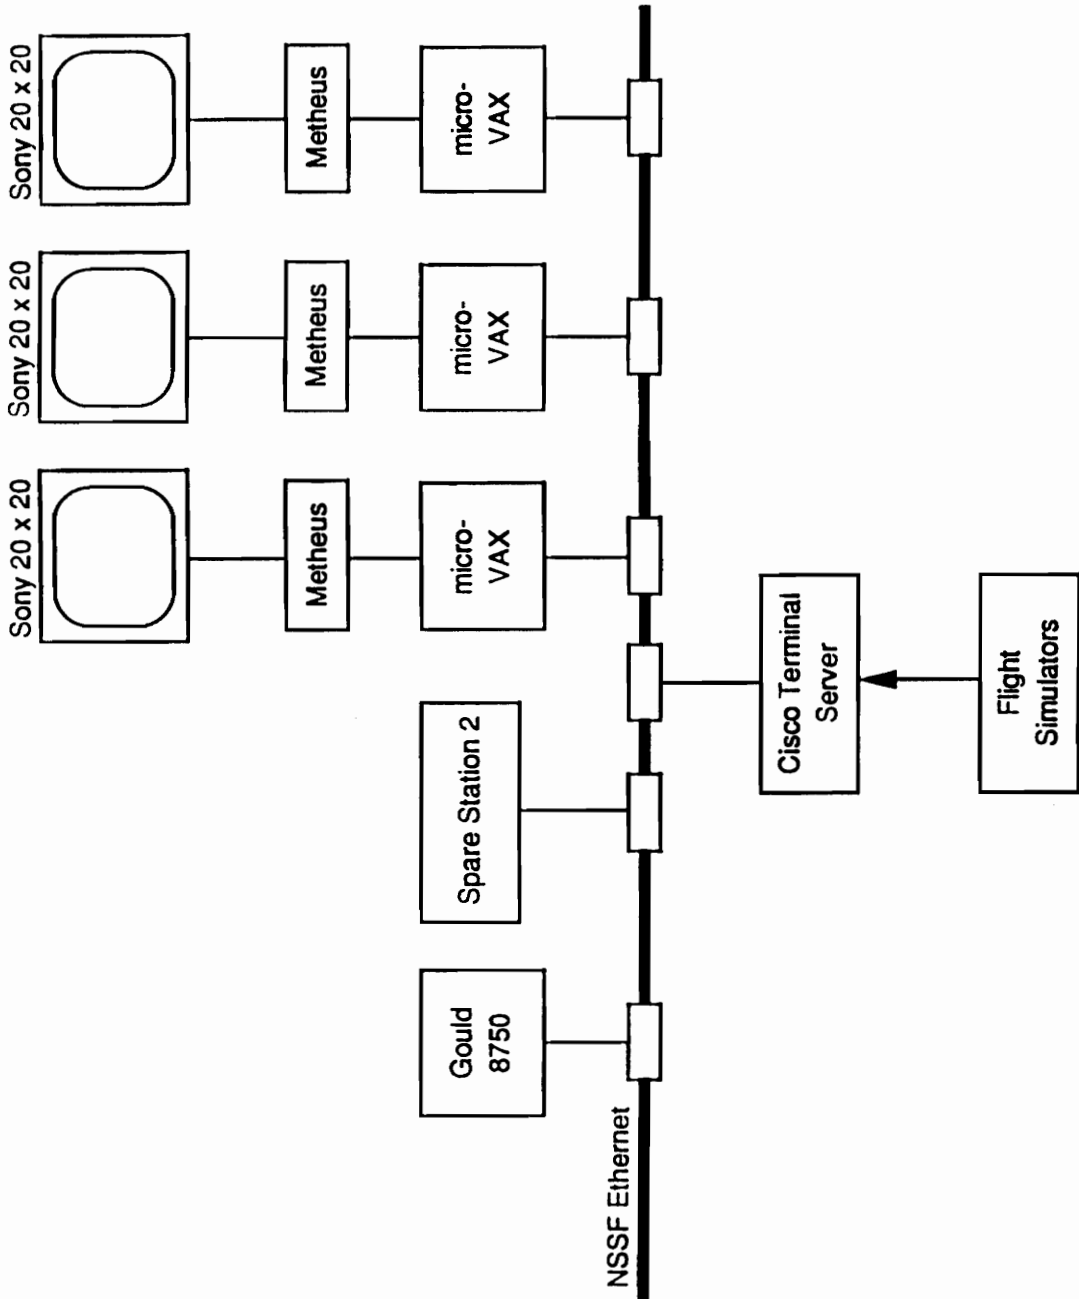 Sony 20 x 20
Sony 20 x 20
Sony 20 x 20
Metheus
Metheus
Metheus
micro-
VAX
micro-
VAX
micro-
VAX
Gould
8750
Spare Station 2
NSSF Ethernet
Cisco Terminal
Server
Flight
Simulators